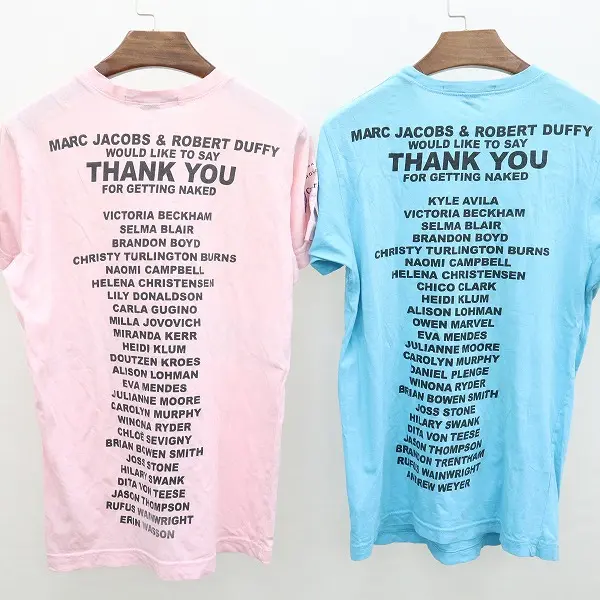 MARC JACOBS & ROBERT DUFFY
WOULD LIKE TO SAY
THANK YOU
FOR GETTING NAKED
VICTORIA BECKHAM
SELMA BLAIR
BRANDON BOYD
CHRISTY TURLINGTON BURNS
NAOMI CAMPBELL
HELENA CHRISTENSEN
LILY DONALDSON
CARLA GUGINO
MILLA JOVOVICH
MIRANDA KERR
HEIDI KLUM
DOUTZEN KROES
ALISON LOHMAN
EVA MENDES
JULIANNE MOORE
CAROLYN MURPHY
WINONA RYDER
CHLOË SEVIGNY
BRIAN BOWEN SMITH
JOSS STONE
HILARY SWANK
DITA VON TEESE
JASON THOMPSON
RUFUS WAINWRIGHT
ERIN WASSON
MARC JACOBS & ROBERT DUFFY
WOULD LIKE TO SAY
THANK YOU
FOR GETTING NAKED
KYLE AVILA
VICTORIA BECKHAM
SELMA BLAIR
BRANDON BOYD
CHRISTY TURLINGTON BURNS
NAOMI CAMPBELL
HELENA CHRISTENSEN
CHICO CLARK
HEIDI KLUM
ALISON LOHMAN
OWEN MARVEL
EVA MENDES
JULIANNE MOORE
CAROLYN MURPHY
DANIEL PLENGE
WINONA RYDER
BRIAN BOWEN SMITH
JOSS STONE
HILARY SWANK
DITA VON TEESE
JASON THOMPSON
BRANDON TRENTHAM
RUFUS WAINWRIGHT
ANDREW WEYER